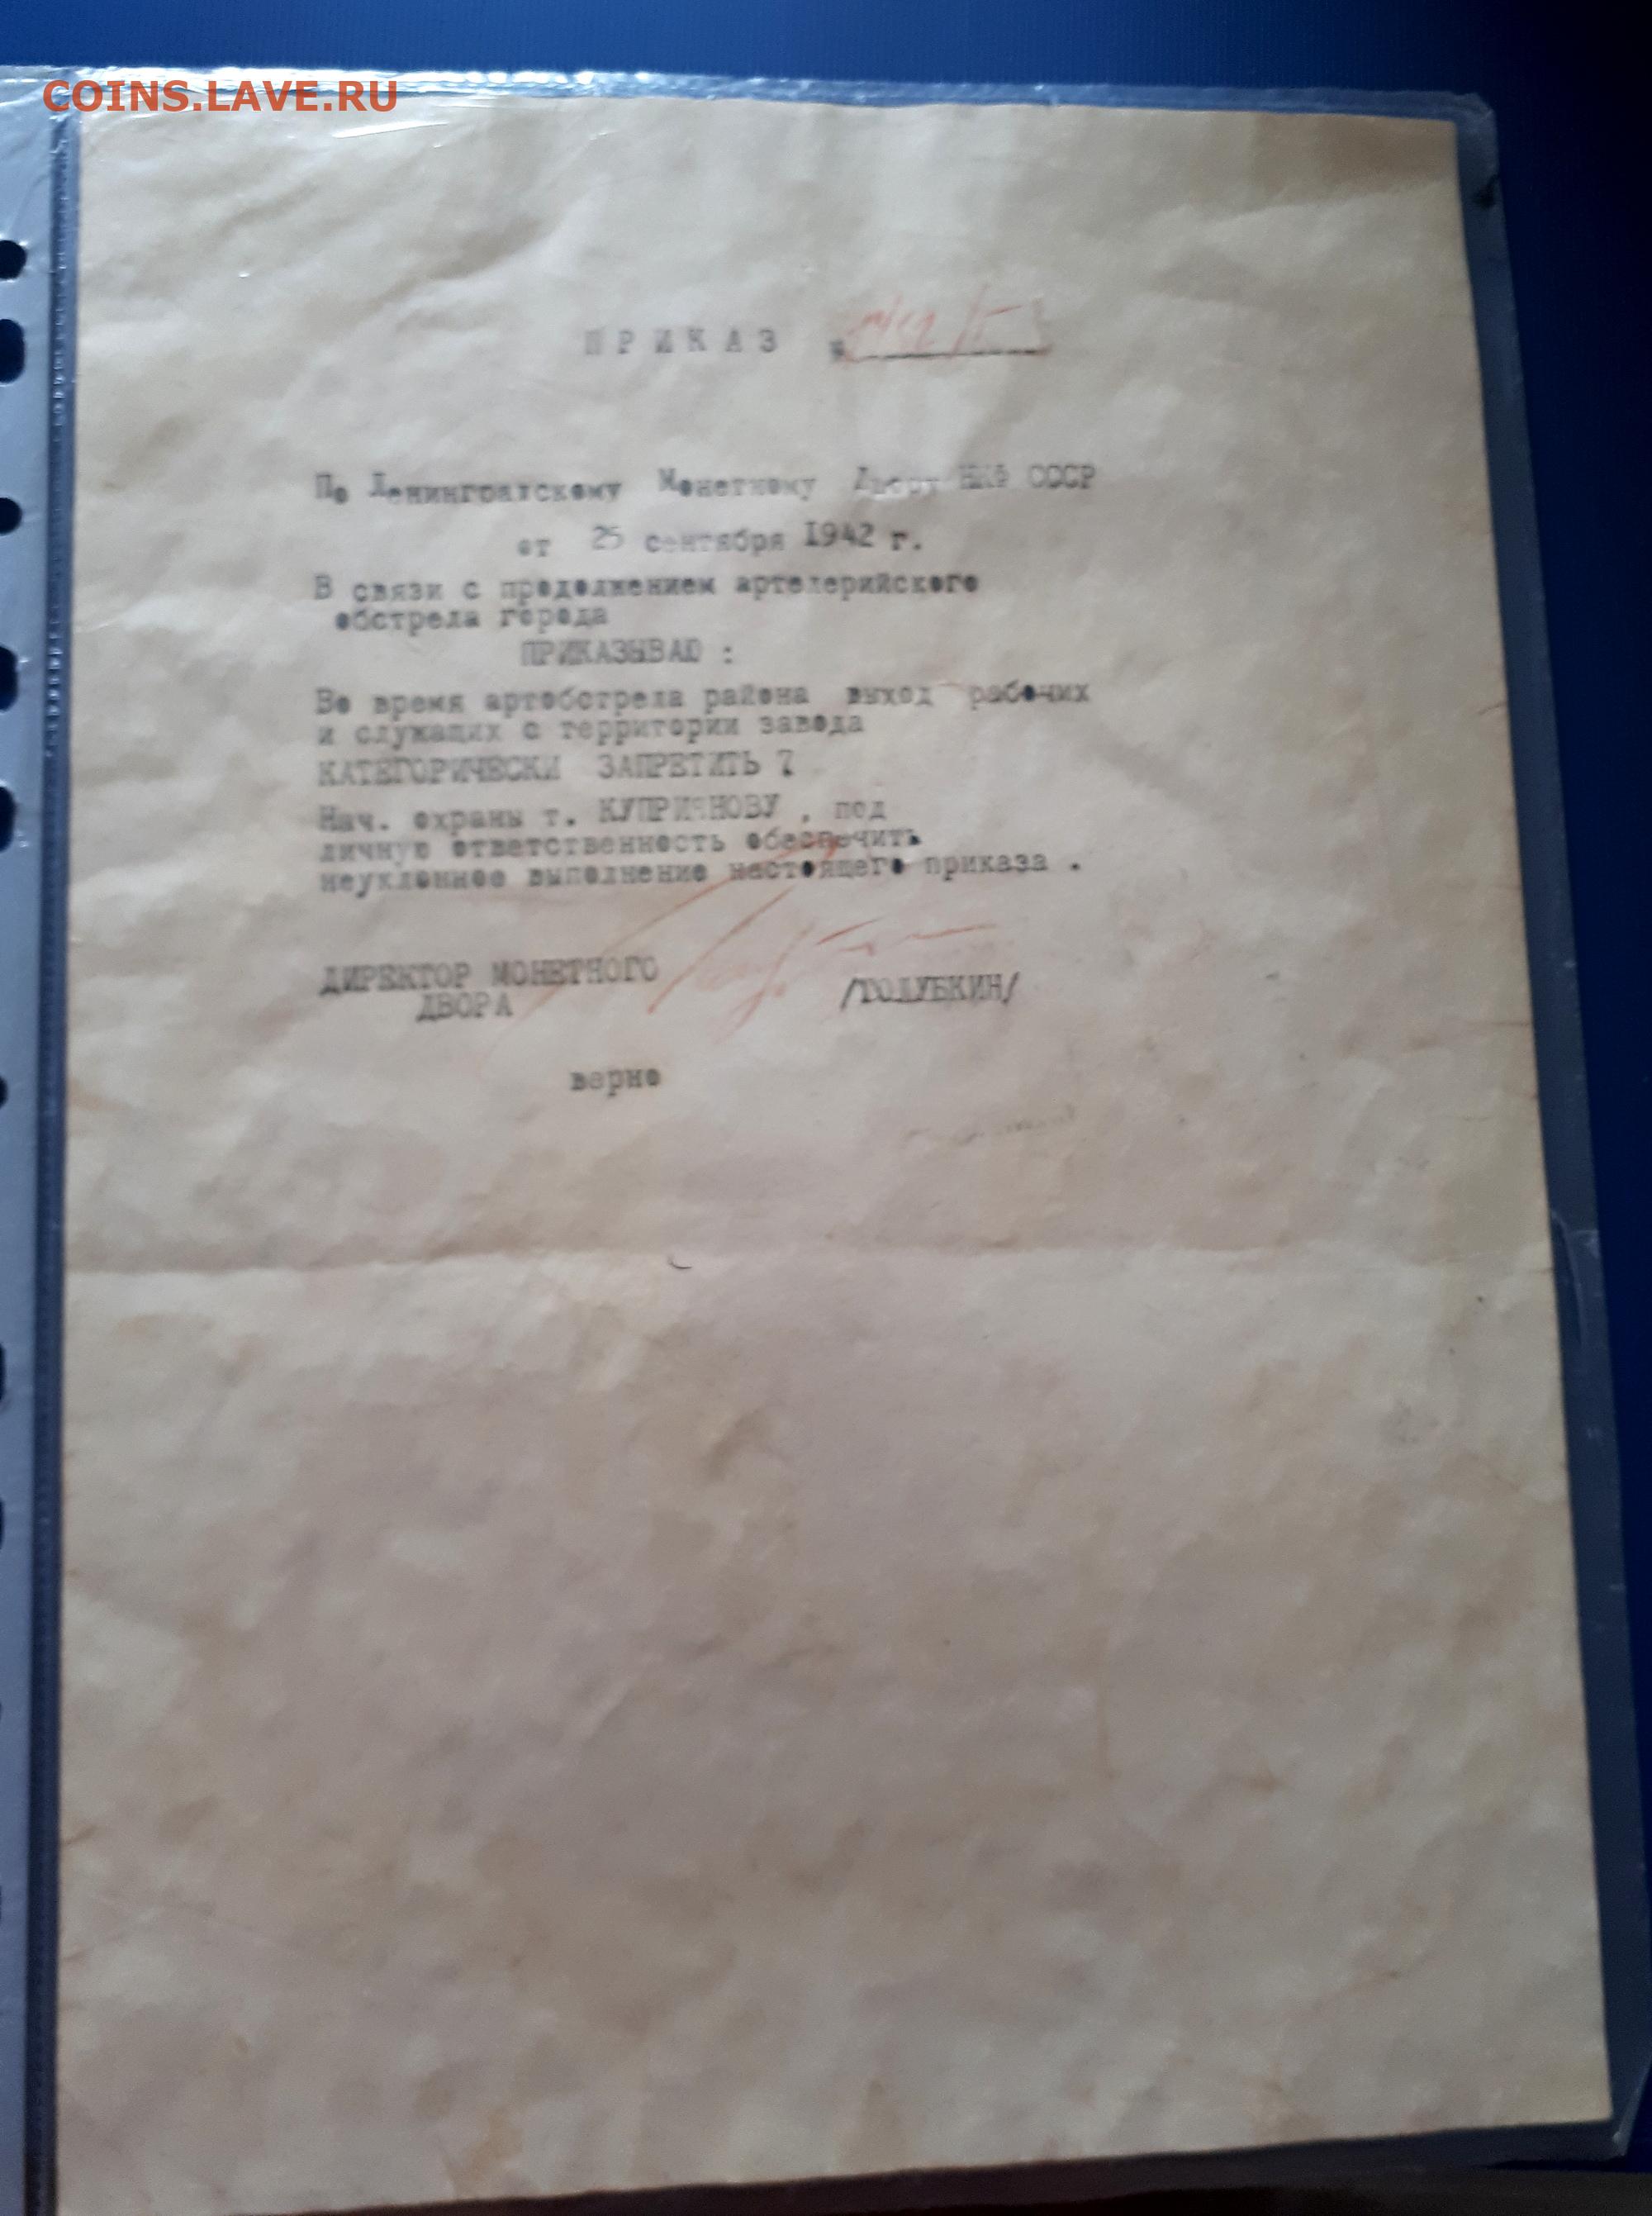 COINS.LAVE.RU
ПРИКАЗ №
По Ленинградскому Монетному Двору НКФ СССР
от 25 сентября 1942 г.
В связи с продолжением артелерийского
обстрела города
ПРИКАЗЫВАЮ :
Во время артобстрела района выход рабочих
и служащих с территории завода
КАТЕГОРИЧЕСКИ ЗАПРЕТИТЬ 7
Нач. охраны т. КУПРИЯНОВУ , под
личную ответственность обеспечить
неуклонное выполнение настоящего приказа .
ДИРЕКТОР МОНЕТНОГО
ДВОРА
/ГОЛУБКИН/
верно